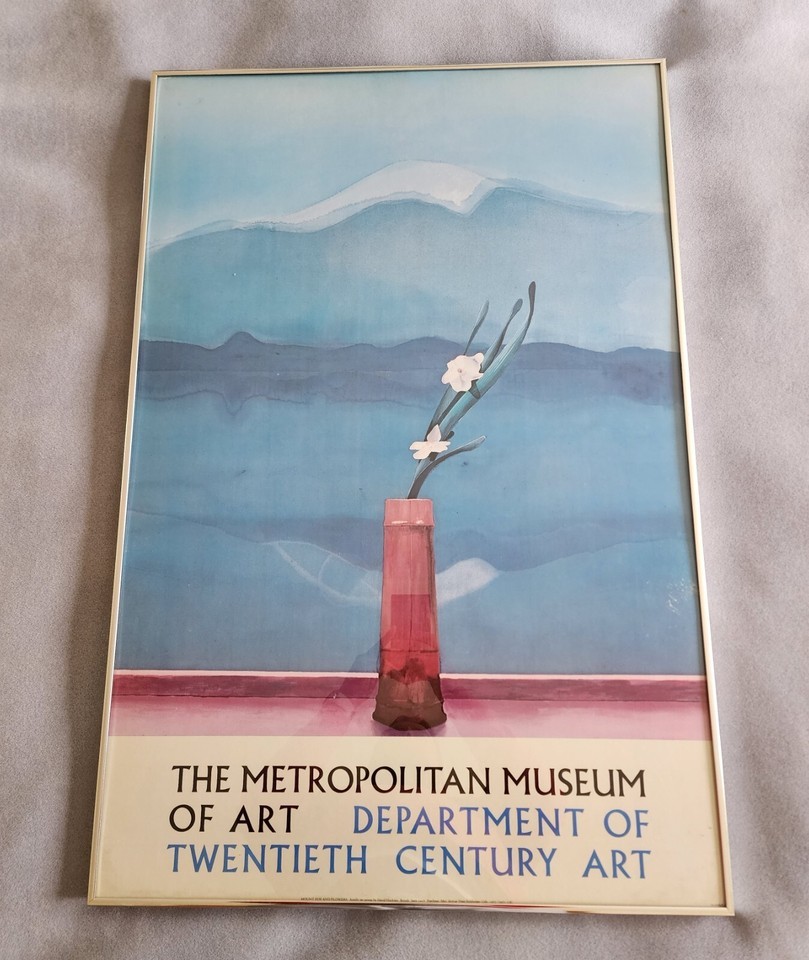 THE METROPOLITAN MUSEUM
OF ART DEPARTMENT OF
TWENTIETH CENTURY ART